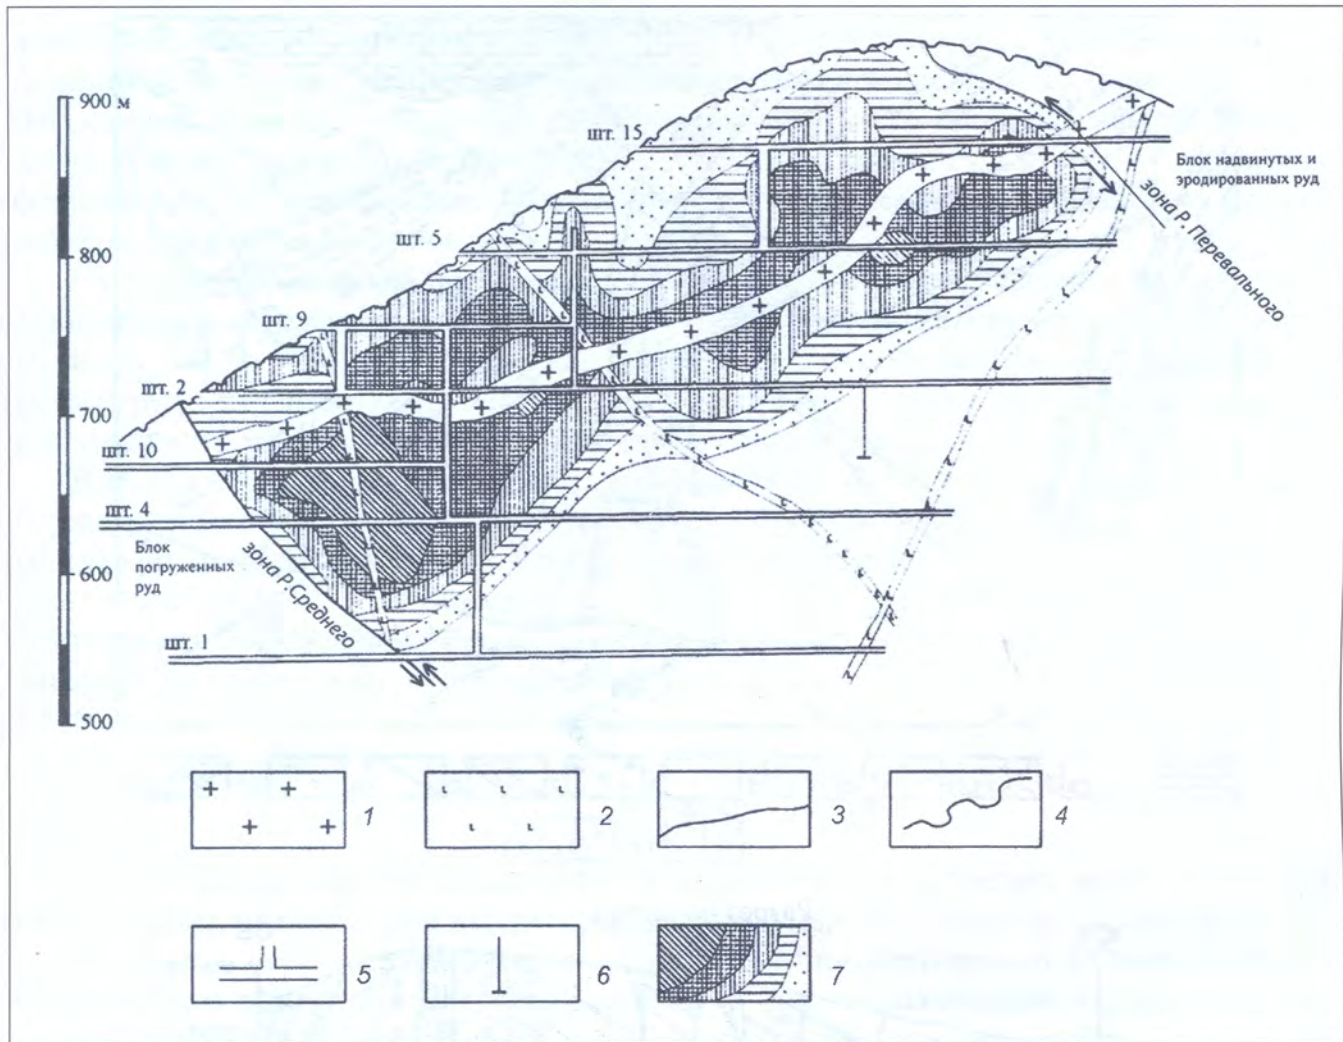 900 м
шт. 15
Блок надвинутых и
эродированных руд
зона Р. Перевального
шт. 5
800
шт. 9
шт. 2
700
шт. 10
шт. 4
Блок
погруженных
руд
зона Р.Среднего
600
шт. 1
500
1
2
3
4
5
6
7